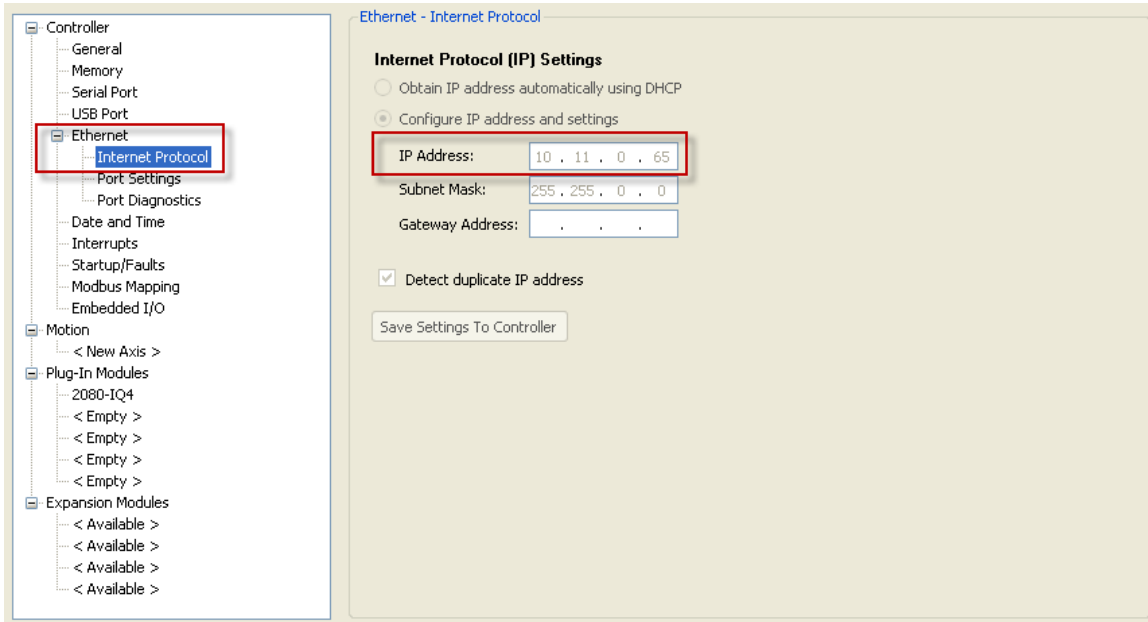 Controller
General
Memory
Serial Port
USB Port
Ethernet
Internet Protocol
Port Settings
Port Diagnostics
Date and Time
Interrupts
Startup/Faults
Modbus Mapping
Embedded I/O
Motion
< New Axis >
Plug-In Modules
2080-IQ4
< Empty >
< Empty >
< Empty >
< Empty >
Expansion Modules
< Available >
< Available >
< Available >
< Available >
Ethernet - Internet Protocol
Internet Protocol (IP) Settings
Obtain IP address automatically using DHCP
Configure IP address and settings
IP Address: 10 . 11 . 0 . 65
Subnet Mask: 255 . 255 . 0 . 0
Gateway Address: . . .
Detect duplicate IP address
Save Settings To Controller